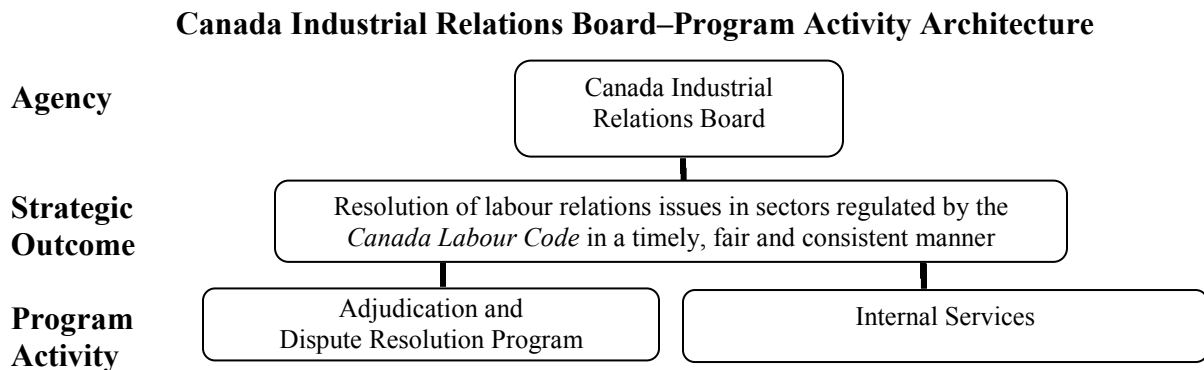 Canada Industrial Relations Board–Program Activity Architecture
Agency
Canada Industrial
Relations Board
Strategic
Outcome
Resolution of labour relations issues in sectors regulated by the
Canada Labour Code in a timely, fair and consistent manner
Program
Activity
Adjudication and
Dispute Resolution Program
Internal Services